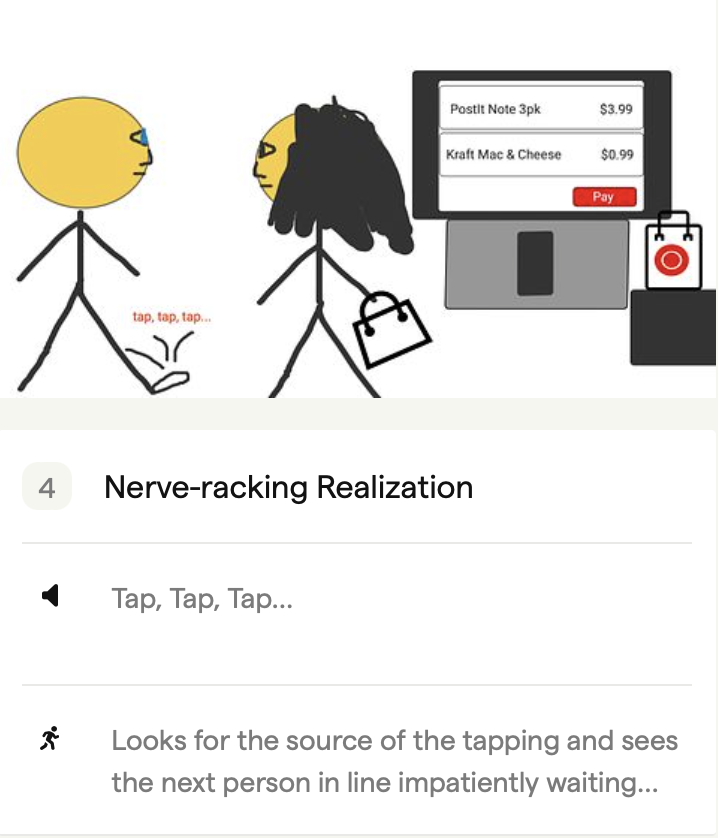 PostIt Note 3pk $3.99
Kraft Mac & Cheese $0.99
Pay
tap, tap, tap...
4 Nerve-racking Realization
Tap, Tap, Tap...
Looks for the source of the tapping and sees
the next person in line impatiently waiting...